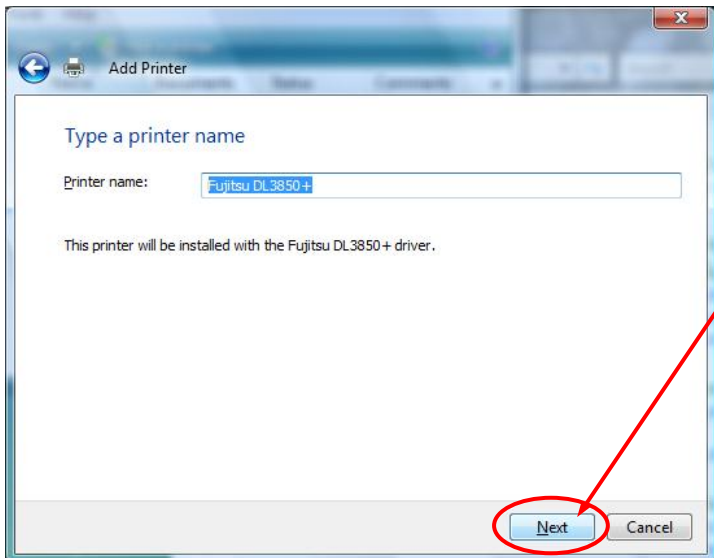 Add Printer
Type a printer name
Printer name: Fujitsu DL3850+
This printer will be installed with the Fujitsu DL3850+ driver.
Next Cancel